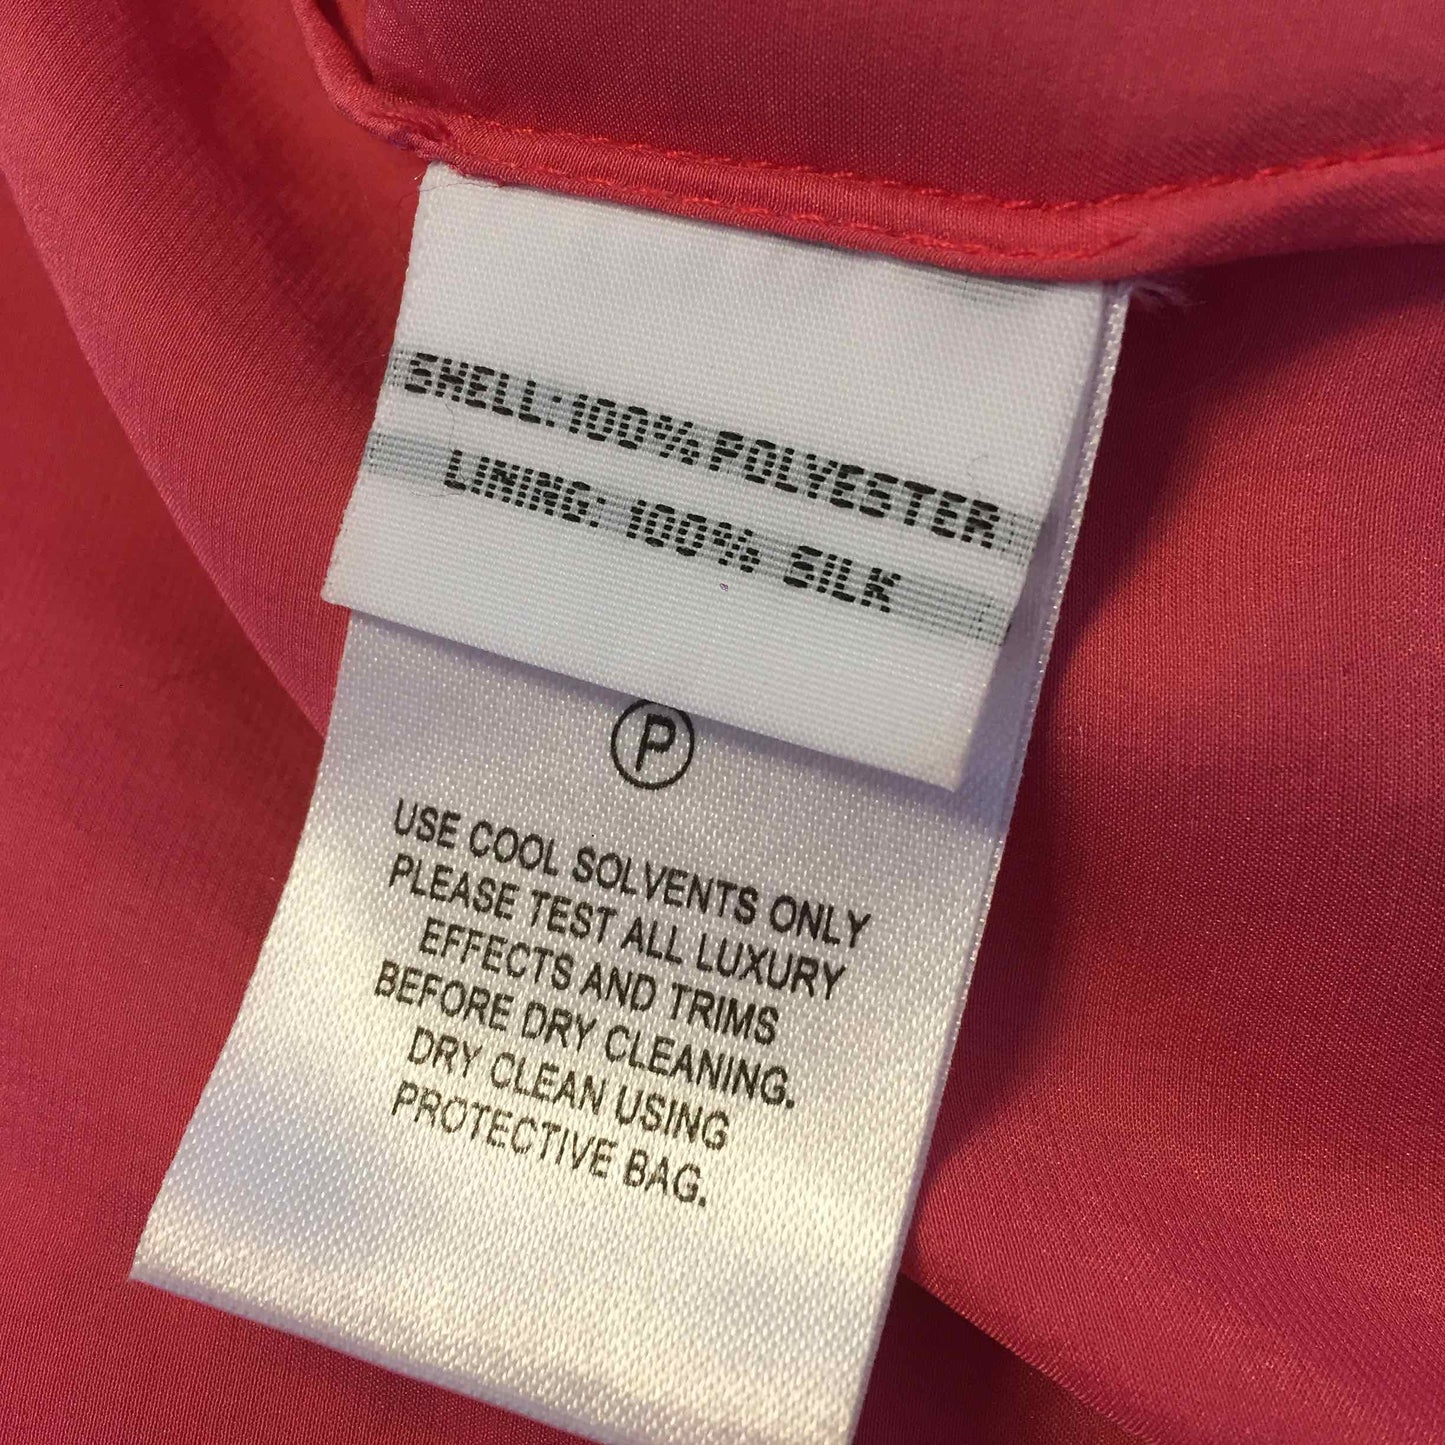 SHELL: 100% POLYESTER
LINING: 100% SILK
P
USE COOL SOLVENTS ONLY
PLEASE TEST ALL LUXURY
EFFECTS AND TRIMS
BEFORE DRY CLEANING.
DRY CLEAN USING
PROTECTIVE BAG.